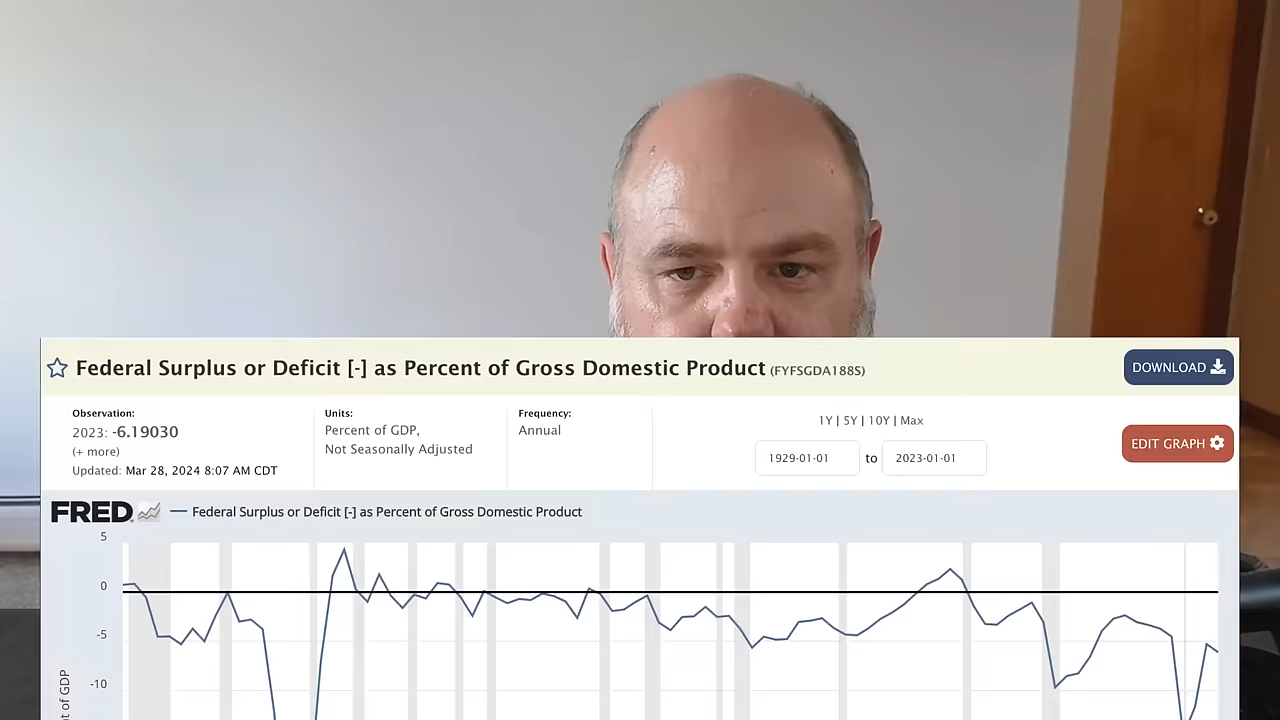 Federal Surplus or Deficit [-] as Percent of Gross Domestic Product (FYFSGDA188S)
DOWNLOAD
Observation:
2023: -6.19030
(+ more)
Updated: Mar 28, 2024 8:07 AM CDT
Units:
Percent of GDP,
Not Seasonally Adjusted
Frequency:
Annual
1Y | 5Y | 10Y | Max
1929-01-01 to 2023-01-01
EDIT GRAPH
FRED
Federal Surplus or Deficit [-] as Percent of Gross Domestic Product
5
0
-5
-10
of GDP